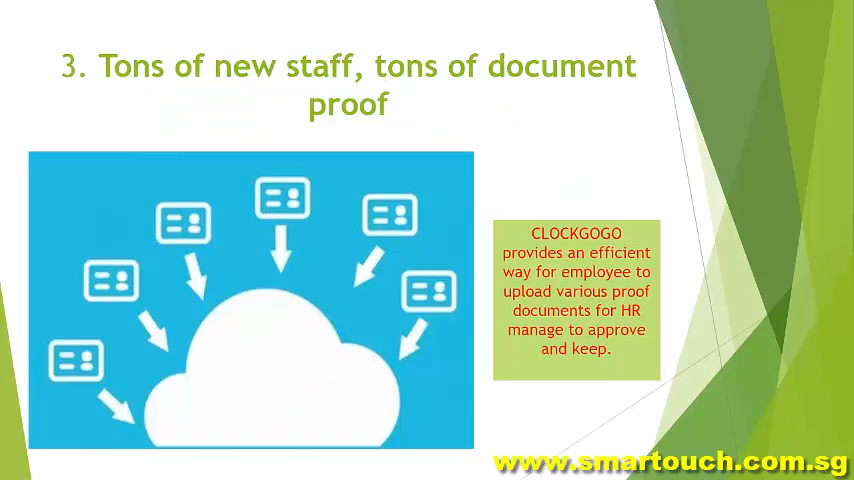 3. Tons of new staff, tons of document
proof
CLOCKGOGO
provides an efficient
way for employee to
upload various proof
documents for HR
manage to approve
and keep.
www.smartouch.com.sg